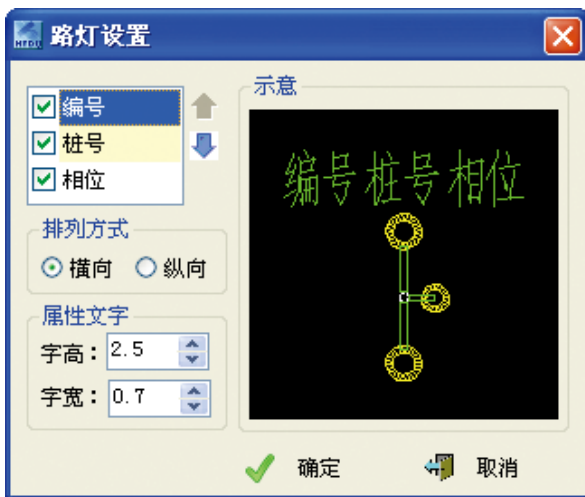 HFDU 路灯设置
编号
桩号
相位
排列方式
横向 纵向
属性文字
字高：2.5
字宽：0.7
示意
编号桩号相位
确定 取消